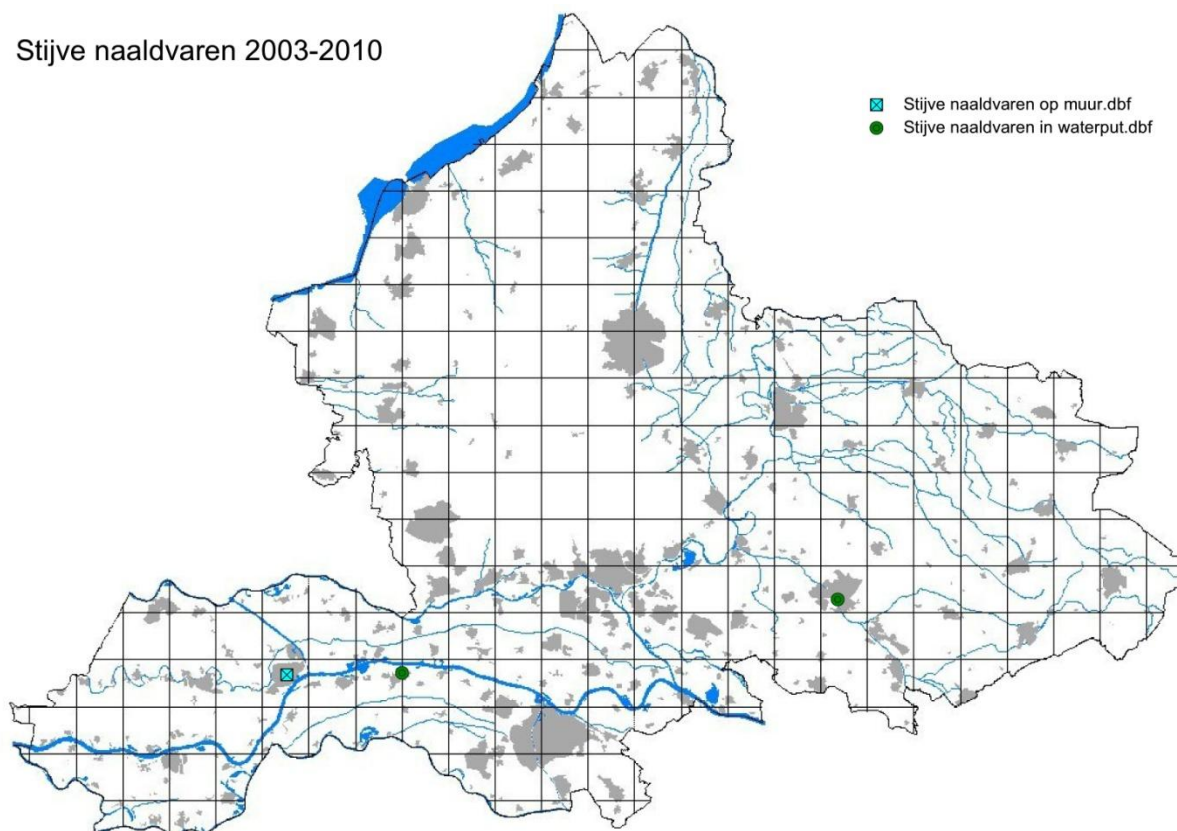 Stijve naaldvaren 2003-2010
Stijve naaldvaren op muur.dbf
Stijve naaldvaren in waterput.dbf